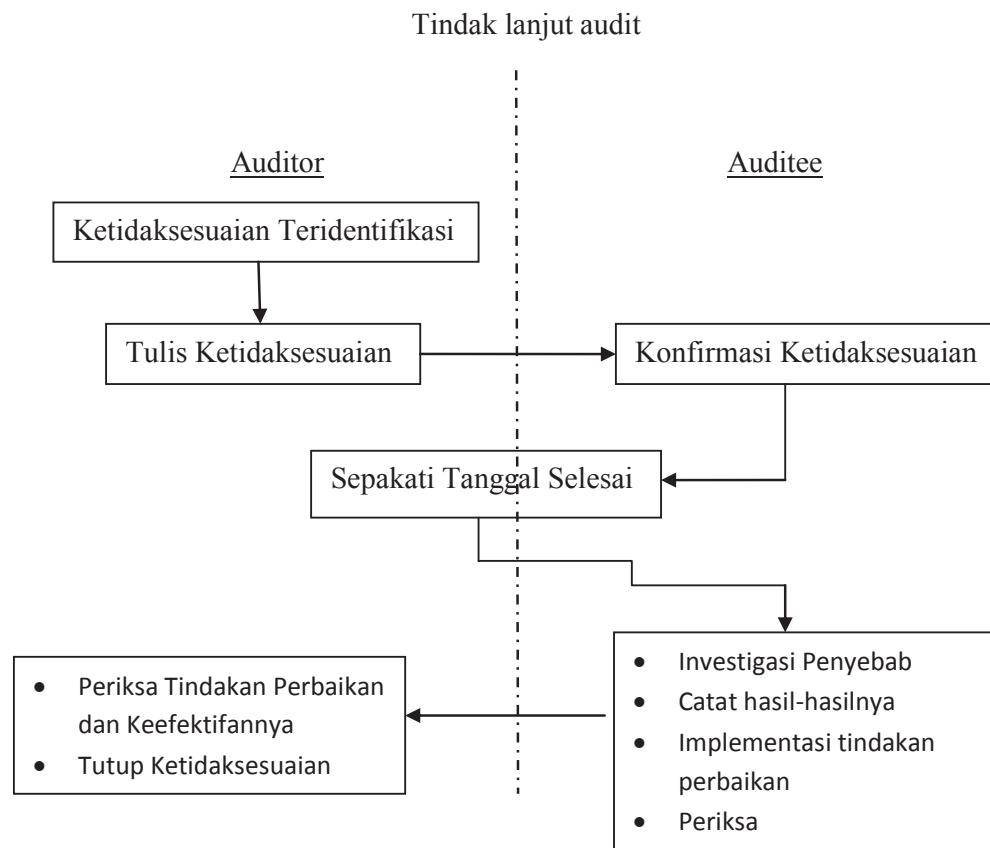 Tindak lanjut audit
Auditor
Auditee
Ketidaksesuaian Teridentifikasi
Tulis Ketidaksesuaian
Konfirmasi Ketidaksesuaian
Sepakati Tanggal Selesai
• Periksa Tindakan Perbaikan
dan Keefektifannya
• Tutup Ketidaksesuaian
• Investigasi Penyebab
• Catat hasil-hasilnya
• Implementasi tindakan
perbaikan
• Periksa